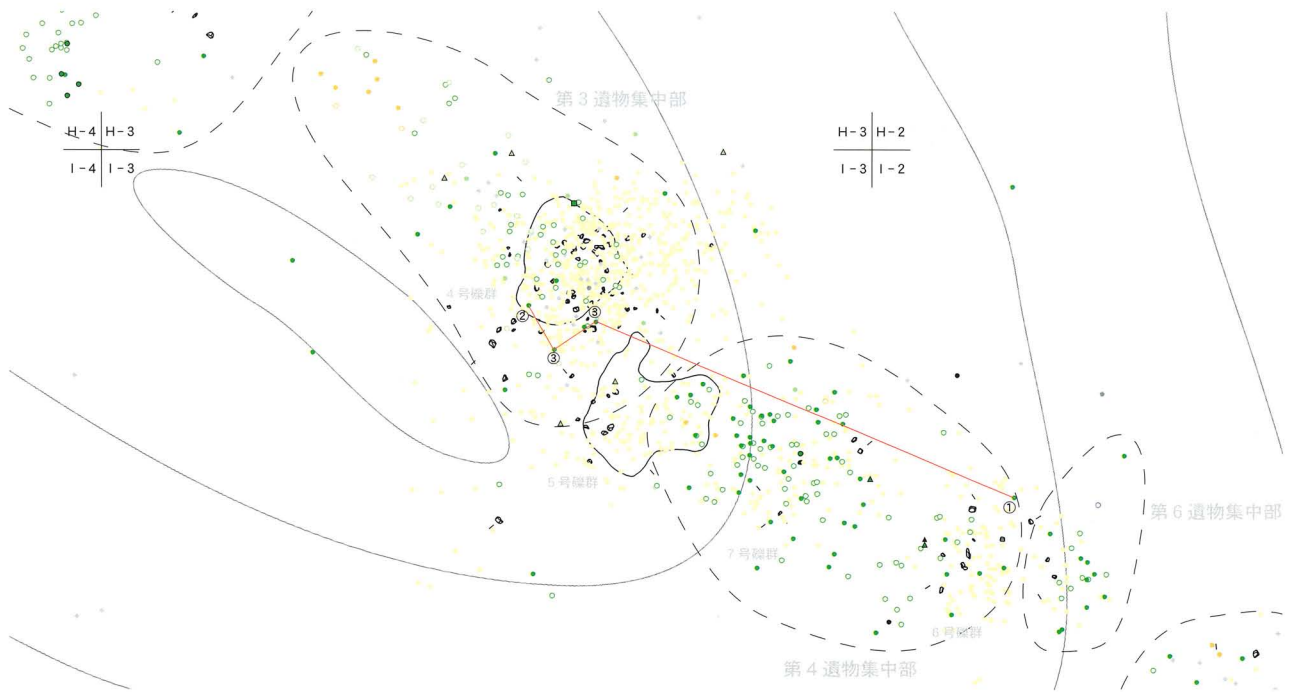 第3遺物集中部
H-4 H-3
I-4 I-3
H-3 H-2
I-3 I-2
4号礫群
②
③
③
5号礫群
①
第6遺物集中部
7号礫群
6号礫群
第4遺物集中部